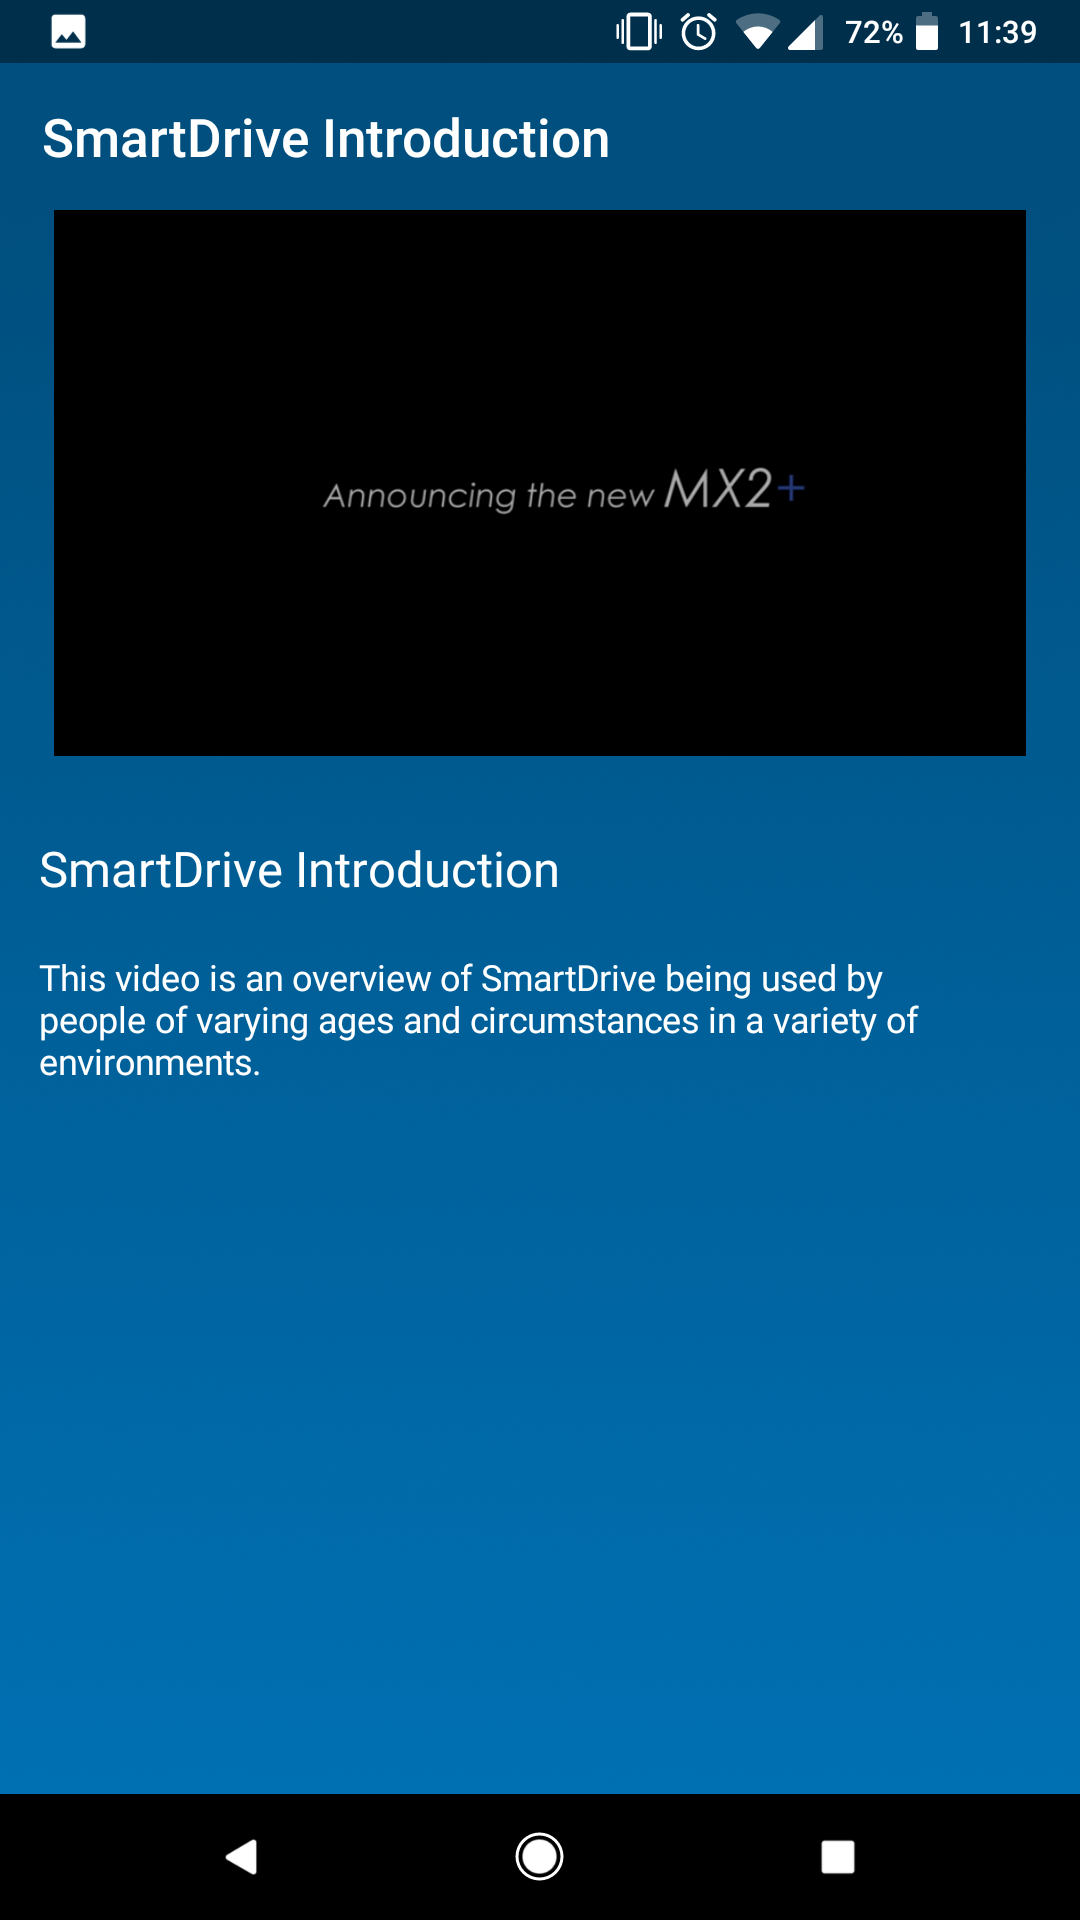 72% 11:39
SmartDrive Introduction
Announcing the new MX2+
SmartDrive Introduction
This video is an overview of SmartDrive being used by
people of varying ages and circumstances in a variety of
environments.